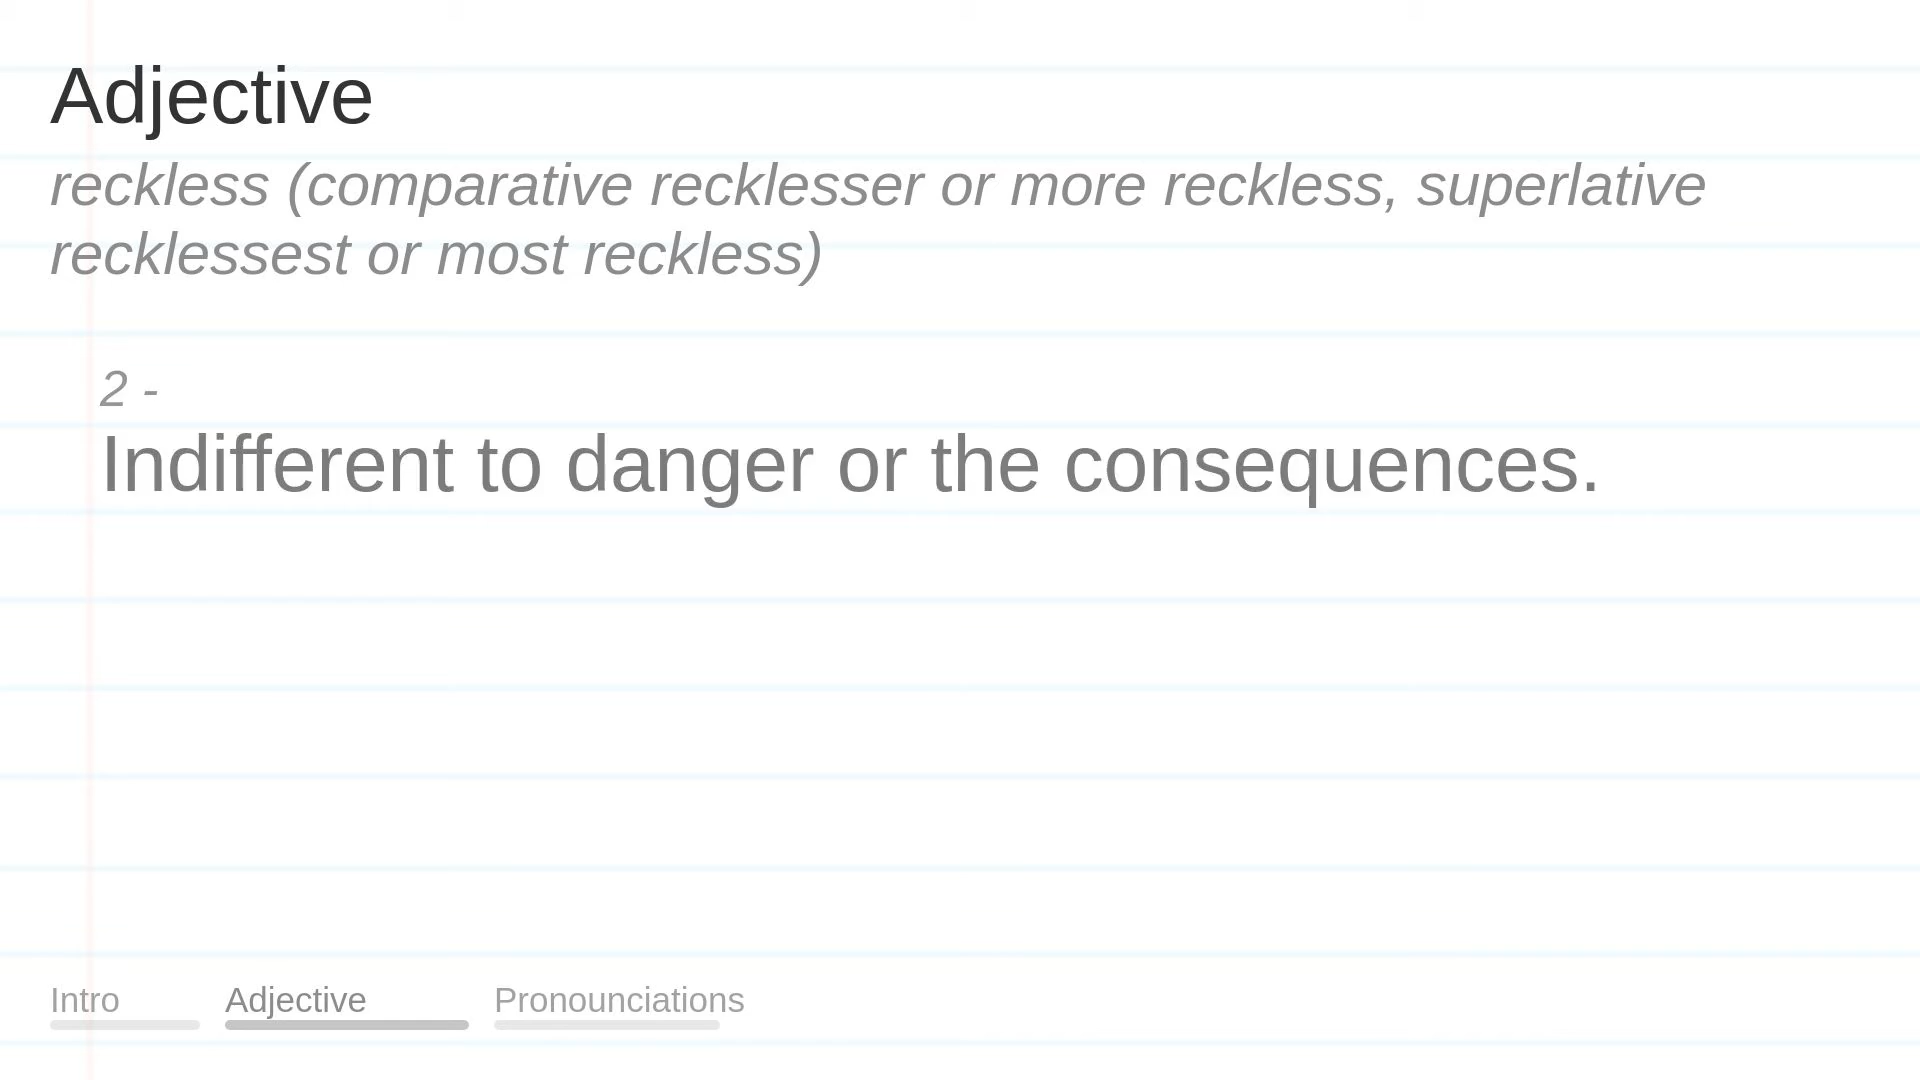 Adjective
reckless (comparative recklesser or more reckless, superlative
recklessest or most reckless)
2 -
Indifferent to danger or the consequences.
Intro
Adjective
Pronounciations